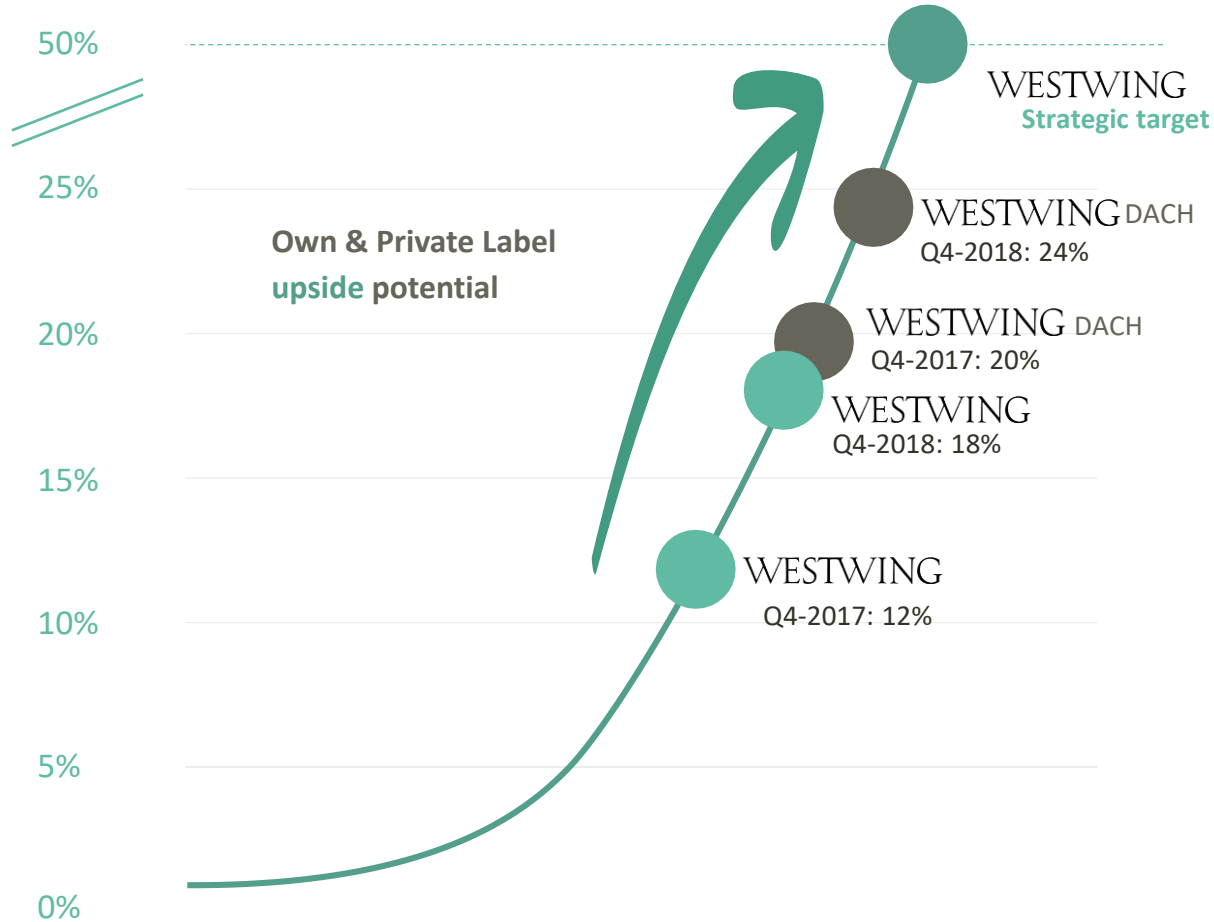 50%
WESTWING
Strategic target
25%
WESTWING DACH
Q4-2018: 24%
Own & Private Label
upside potential
20%
WESTWING DACH
Q4-2017: 20%
WESTWING
Q4-2018: 18%
15%
WESTWING
Q4-2017: 12%
10%
5%
0%